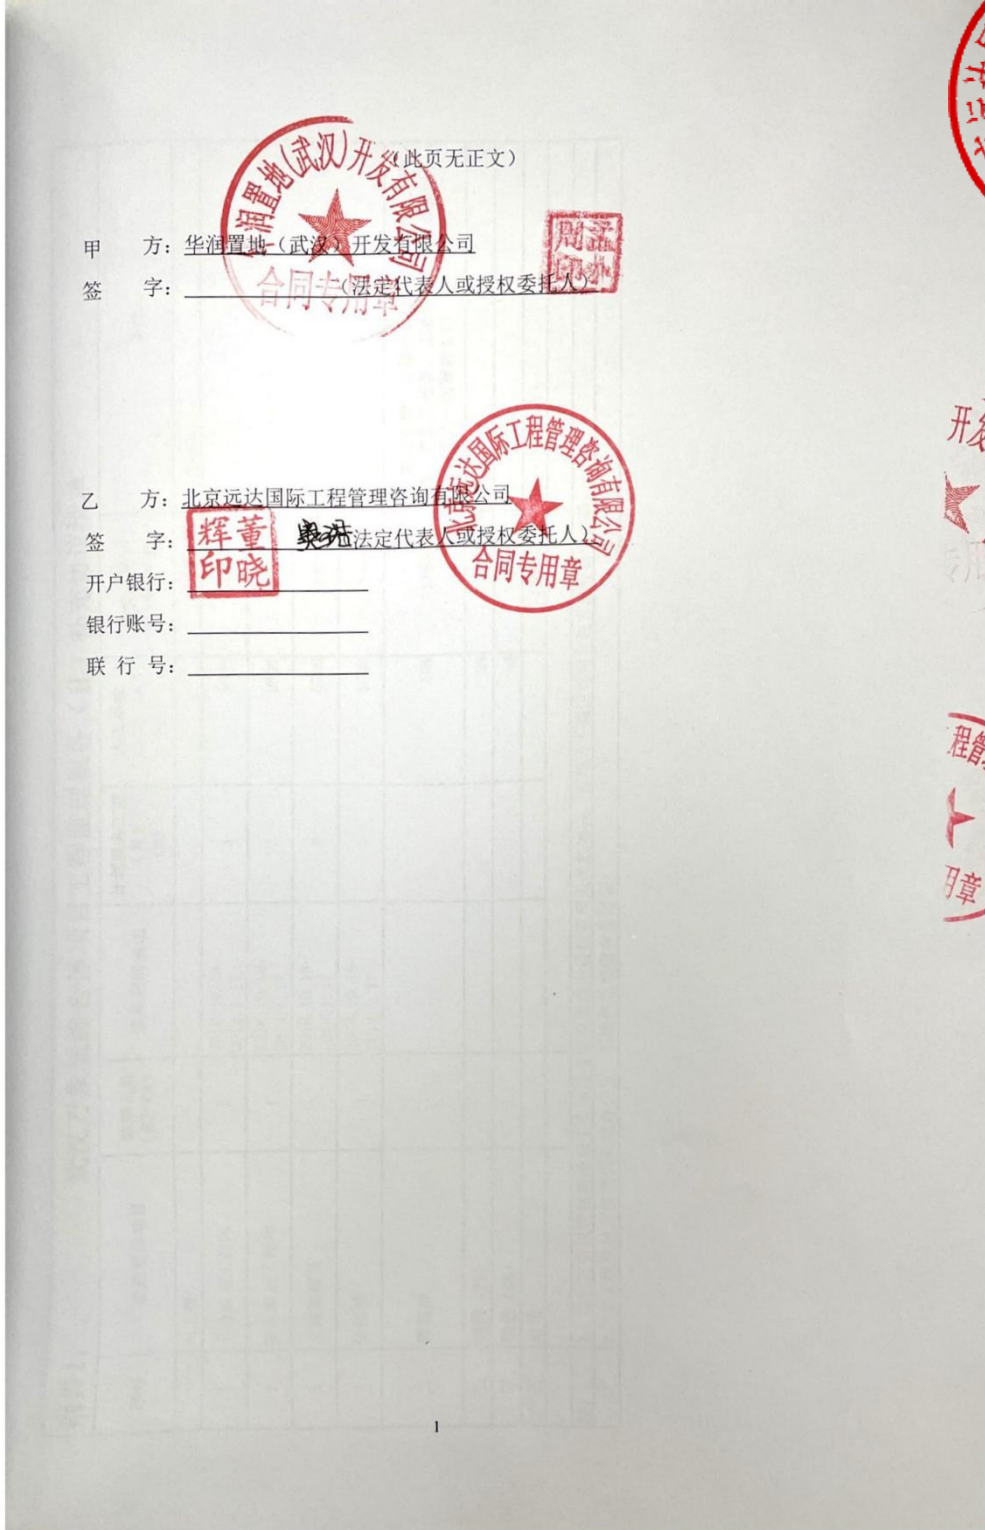 （此页无正文）
甲 方：华润置地（武汉）开发有限公司
签 字：（法定代表人或授权委托人）
华润置地(武汉)开发有限公司
合同专用章
乙 方：北京远达国际工程管理咨询有限公司
签 字：（法定代表人或授权委托人）
北京远达国际工程管理咨询有限公司
合同专用章
董晓辉印
开户银行：
银行账号：
联 行 号：
开发
程管
用章
1